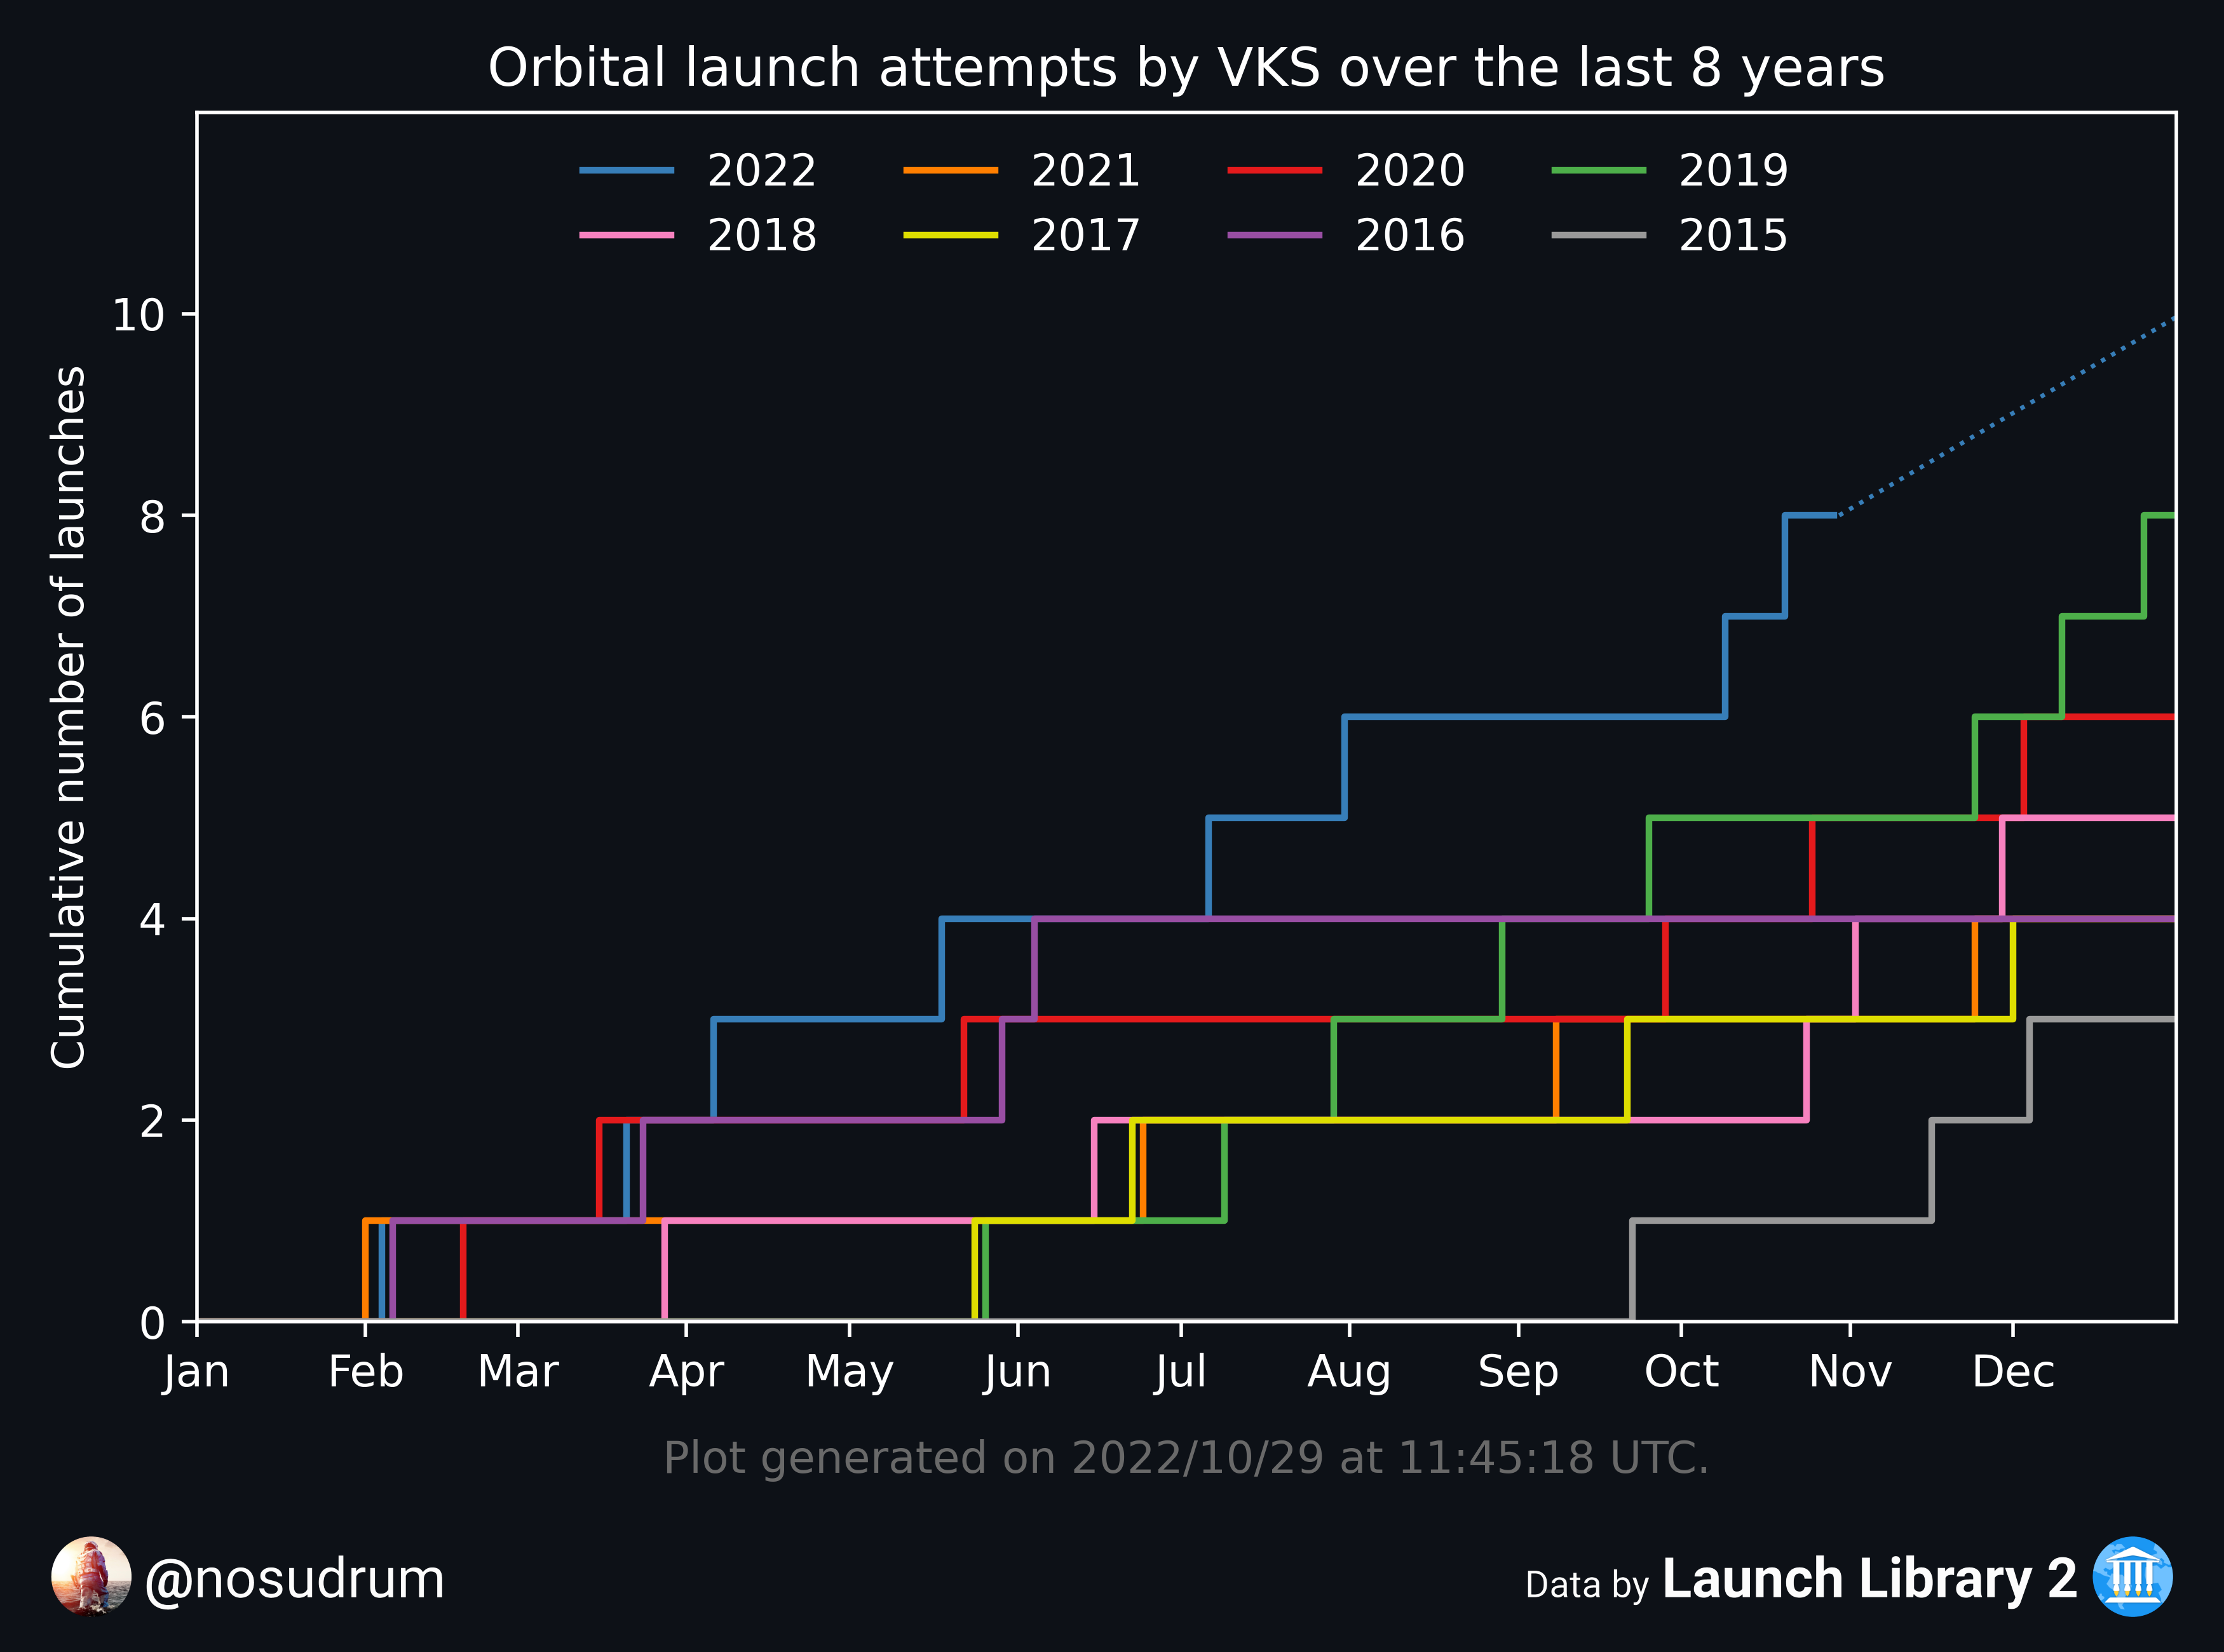 Orbital launch attempts by VKS over the last 8 years
2022 2021 2020 2019
2018 2017 2016 2015
Cumulative number of launches
10
8
6
4
2
0
Jan Feb Mar Apr May Jun Jul Aug Sep Oct Nov Dec
Plot generated on 2022/10/29 at 11:45:18 UTC.
@nosudrum
Data by Launch Library 2